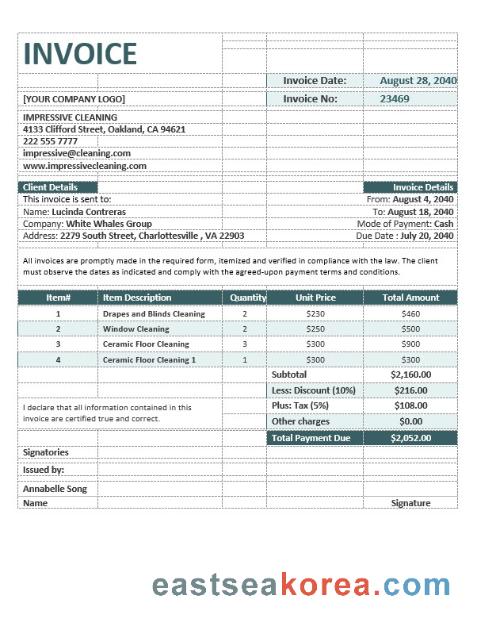 INVOICE
Invoice Date: August 28, 2040
[YOUR COMPANY LOGO] Invoice No: 23469
IMPRESSIVE CLEANING
4133 Clifford Street, Oakland, CA 94621
222 555 7777
impressive@cleaning.com
www.impressivecleaning.com
Client Details Invoice Details
This invoice is sent to: From: August 4, 2040
Name: Lucinda Contreras To: August 18, 2040
Company: White Whales Group Mode of Payment: Cash
Address: 2279 South Street, Charlottesville , VA 22903 Due Date : July 20, 2040
All invoices are promptly made in the required form, itemized and verified in compliance with the law. The client
must observe the dates as indicated and comply with the agreed-upon payment terms and conditions.
Item# Item Description Quantity Unit Price Total Amount
1 Drapes and Blinds Cleaning 2 $230 $460
2 Window Cleaning 2 $250 $500
3 Ceramic Floor Cleaning 3 $300 $900
4 Ceramic Floor Cleaning 1 1 $300 $300
Subtotal $2,160.00
Less: Discount (10%) $216.00
I declare that all information contained in this Plus: Tax (5%) $108.00
invoice are certified true and correct. Other charges $0.00
Total Payment Due $2,052.00
Signatories
Issued by:
Annabelle Song
Name Signature
eastseakorea.com